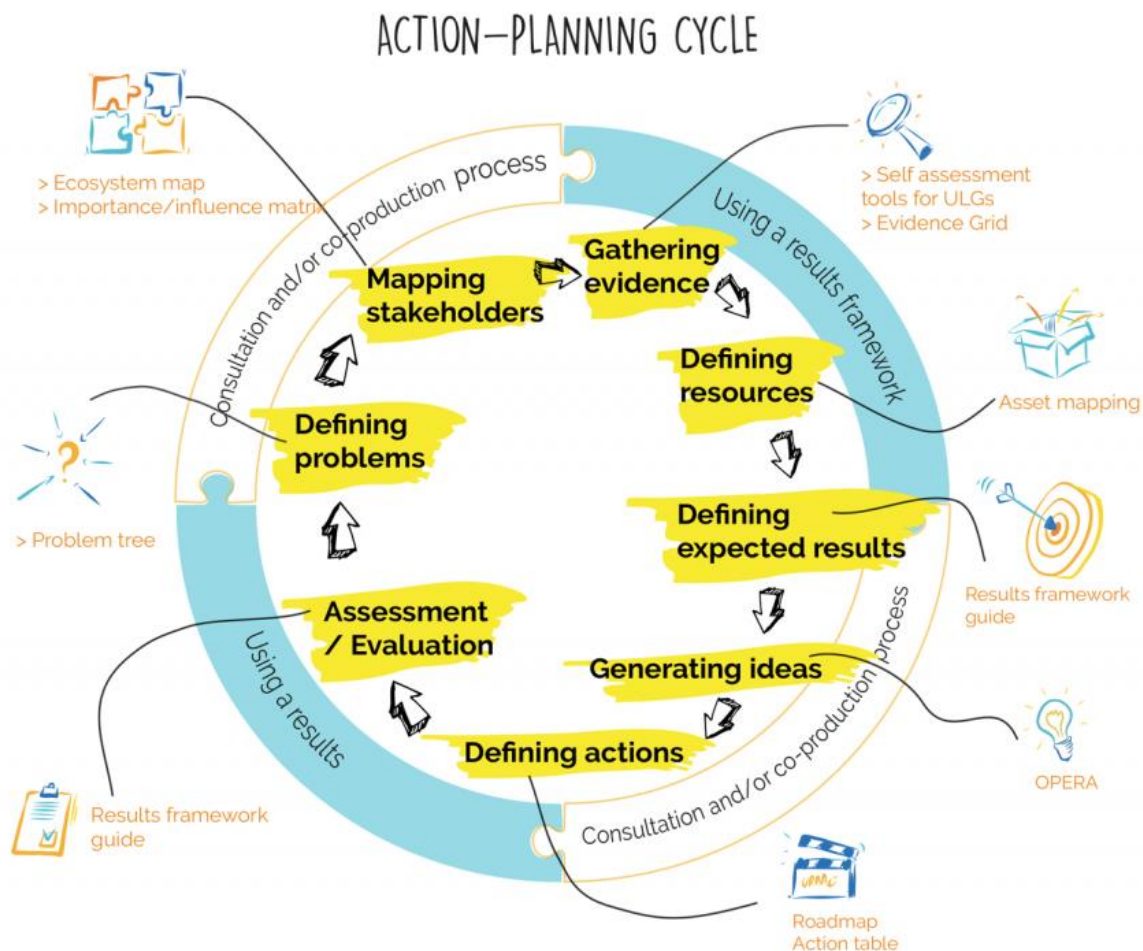 ACTION-PLANNING CYCLE
> Ecosystem map
> Importance/influence matrix
Consultation and/or co-production process
> Self assessment
tools for ULGs
> Evidence Grid
Using a results framework
Mapping
stakeholders
Gathering
evidence
Defining
resources
Asset mapping
Defining
problems
> Problem tree
Defining
expected results
Results framework
guide
Assessment
/ Evaluation
Using a results
Generating ideas
OPERA
Defining actions
Consultation and/or co-production process
Results framework
guide
Roadmap
Action table